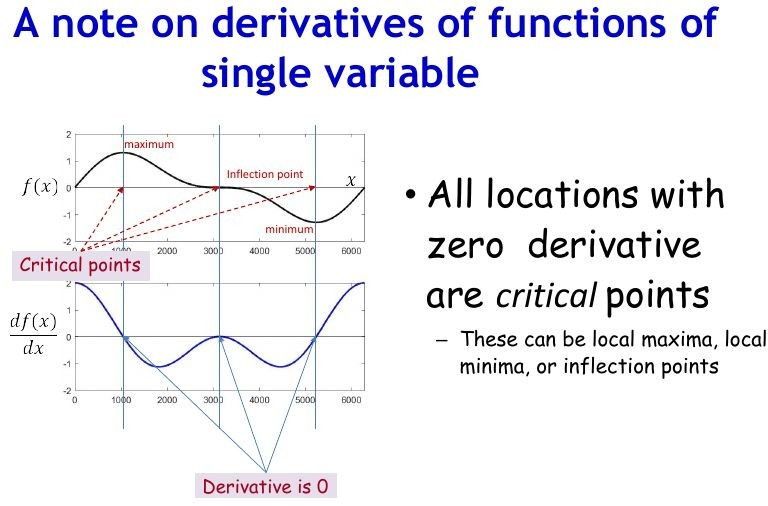 A note on derivatives of functions of
single variable
2
maximum
1
Inflection point
x
f(x)
0
-1
minimum
-2
0 1000 2000 3000 4000 5000 6000
Critical points
2
1
df(x)
dx
0
-1
-2
0 1000 2000 3000 4000 5000 6000
Derivative is 0
• All locations with
zero derivative
are critical points
– These can be local maxima, local
minima, or inflection points